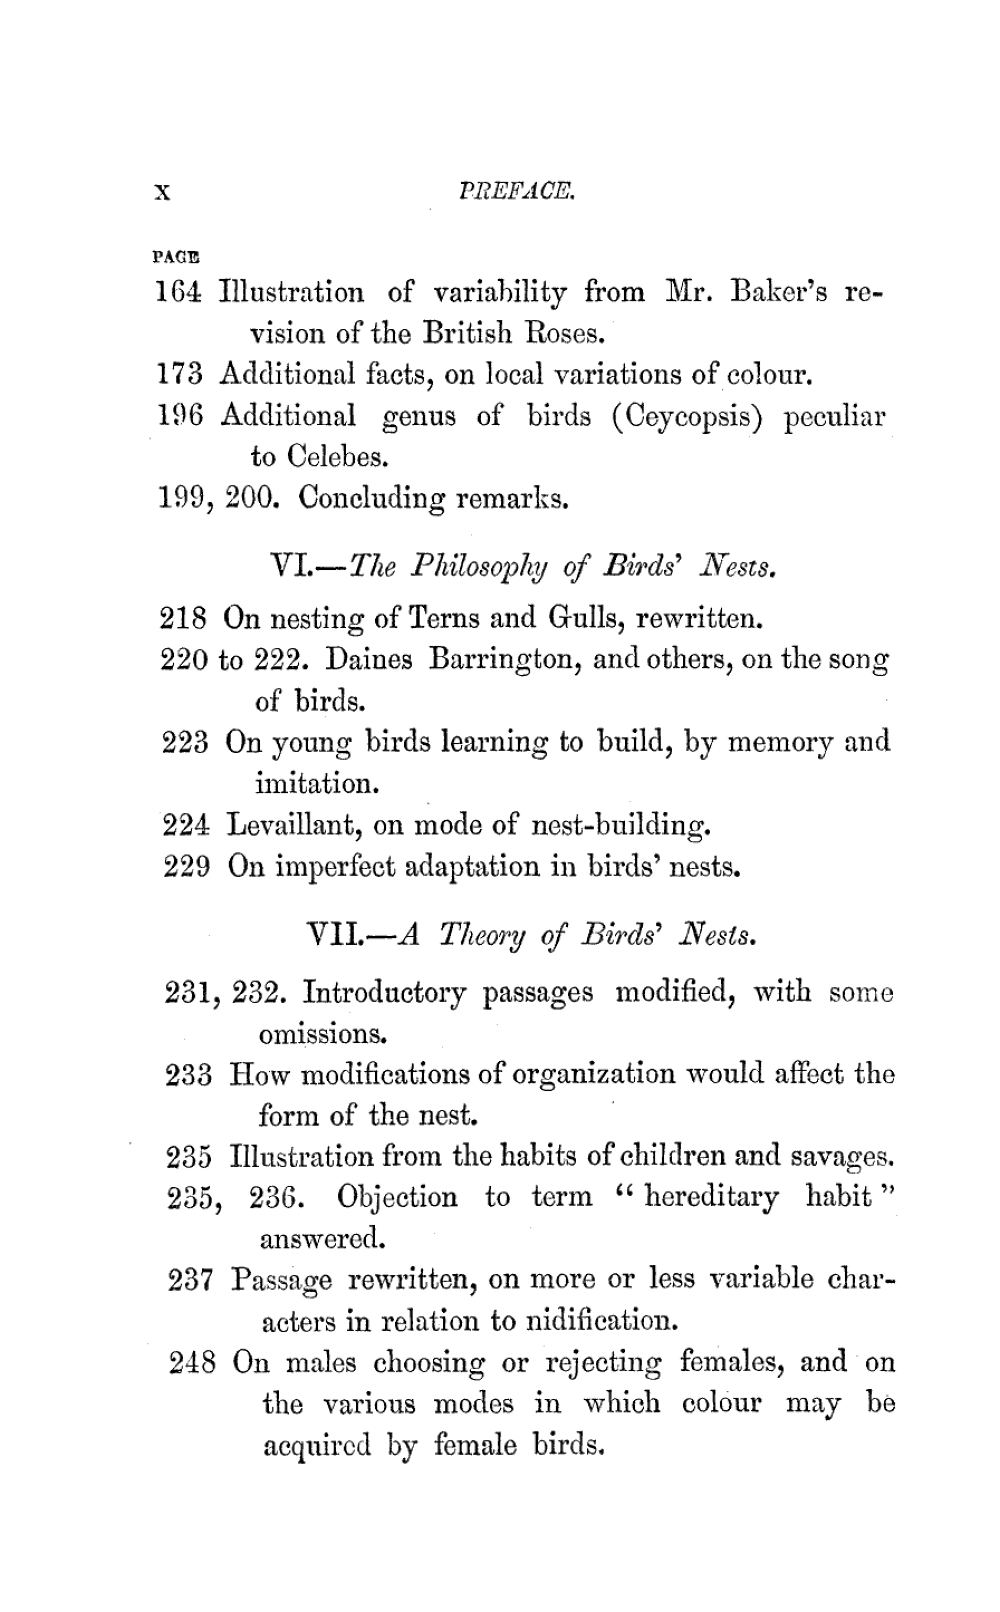 x PREFACE.
PAGE
164 Illustration of variability from Mr. Baker's re-
vision of the British Roses.
173 Additional facts, on local variations of colour.
196 Additional genus of birds (Ceycopsis) peculiar
to Celebes.
199, 200. Concluding remarks.
VI.—The Philosophy of Birds' Nests.
218 On nesting of Terns and Gulls, rewritten.
220 to 222. Daines Barrington, and others, on the song
of birds.
223 On young birds learning to build, by memory and
imitation.
224 Levaillant, on mode of nest-building.
229 On imperfect adaptation in birds' nests.
VII.—A Theory of Birds' Nests.
231, 232. Introductory passages modified, with some
omissions.
233 How modifications of organization would affect the
form of the nest.
235 Illustration from the habits of children and savages.
235, 236. Objection to term “hereditary habit”
answered.
237 Passage rewritten, on more or less variable char-
acters in relation to nidification.
248 On males choosing or rejecting females, and on
the various modes in which colour may be
acquired by female birds.